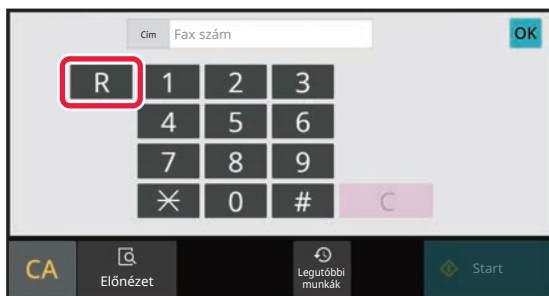 Cím Fax szám OK
R 1 2 3
4 5 6
7 8 9
* 0 # C
CA Előnézet Legutóbbi munkák Start